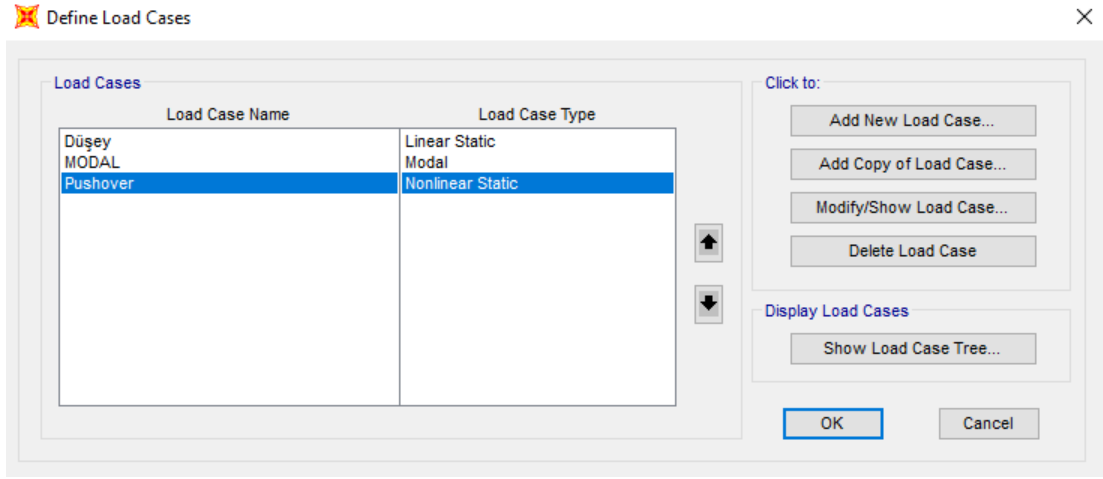 Define Load Cases
Load Cases
Load Case Name Load Case Type
Düşey Linear Static
MODAL Modal
Pushover Nonlinear Static
Click to:
Add New Load Case...
Add Copy of Load Case...
Modify/Show Load Case...
Delete Load Case
Display Load Cases
Show Load Case Tree...
OK Cancel